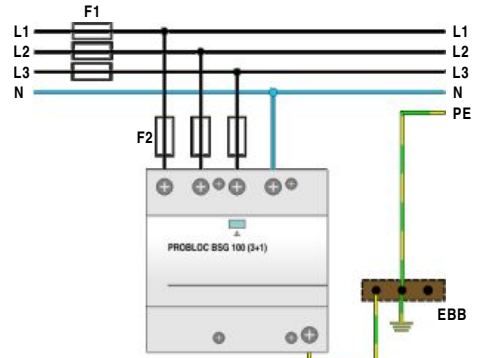 F1
L1 L1
L2 L2
L3 L3
N N
PE
F2
PROBLOC BSG 100 (3+1)
EBB